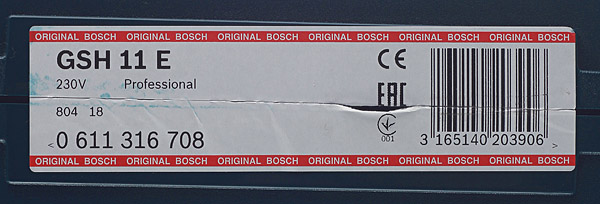 ORIGINAL BOSCH ORIGINAL BOSCH ORIGINAL BOSCH ORIGINAL BOSCH ORIGINAL BOSCH ORIGINAL BOSCH ORIGINAL BOSCH
GSH 11 E
CE
230V Professional
EAC
804 18
001
<0 611 316 708 >
3 165140 203906
ORIGINAL BOSCH ORIGINAL BOSCH ORIGINAL BOSCH ORIGINAL BOSCH ORIGINAL BOSCH ORIGINAL BOSCH ORIGINAL BOSCH